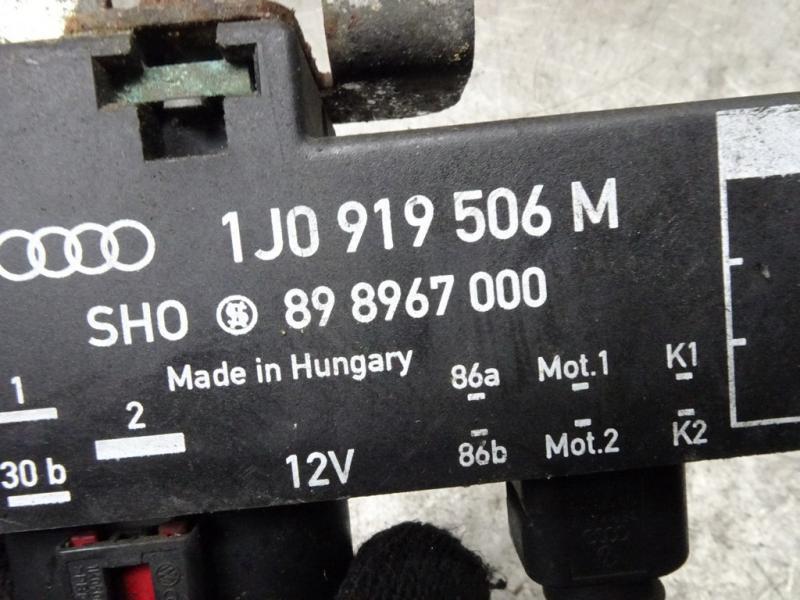 1J0 919 506 M
SHO 89 8967 000
Made in Hungary
1
2
30 b
12V
86a
Mot.1
K1
86b
Mot.2
K2